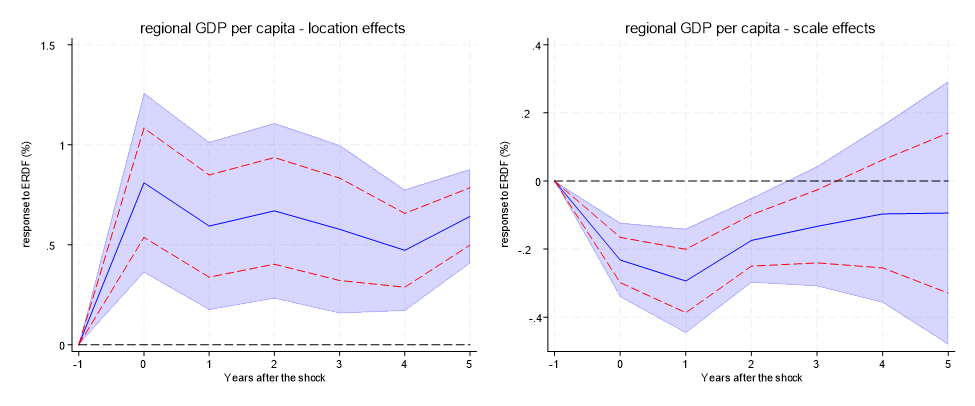 regional GDP per capita - location effects
1.5
1
.5
0
response to ERDF (%)
-1 0 1 2 3 4 5
Years after the shock
regional GDP per capita - scale effects
.4
.2
0
-.2
-.4
response to ERDF (%)
-1 0 1 2 3 4 5
Years after the shock